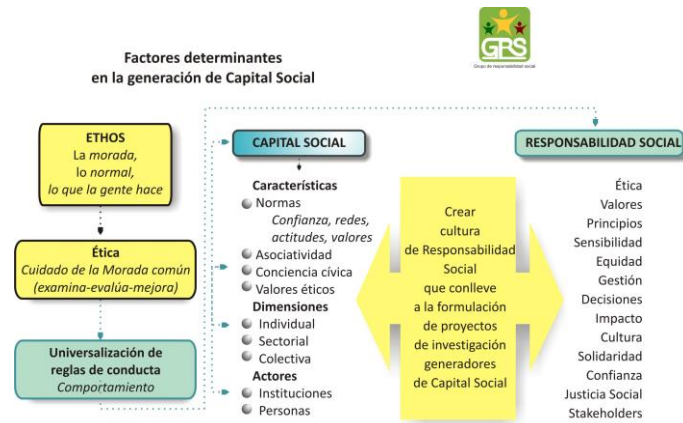 Factores determinantes
en la generación de Capital Social
GRS
Grupo de responsabilidad social
ETHOS
La morada,
lo normal,
lo que la gente hace
Ética
Cuidado de la Morada común
(examina-evalúa-mejora)
Universalización de
reglas de conducta
Comportamiento
CAPITAL SOCIAL
Características
Normas
Confianza, redes,
actitudes, valores
Asociatividad
Conciencia cívica
Valores éticos
Dimensiones
Individual
Sectorial
Colectiva
Actores
Instituciones
Personas
Crear
cultura
de Responsabilidad
Social
que conlleve
a la formulación
de proyectos
de investigación
generadores
de Capital Social
RESPONSABILIDAD SOCIAL
Ética
Valores
Principios
Sensibilidad
Equidad
Gestión
Decisiones
Impacto
Cultura
Solidaridad
Confianza
Justicia Social
Stakeholders